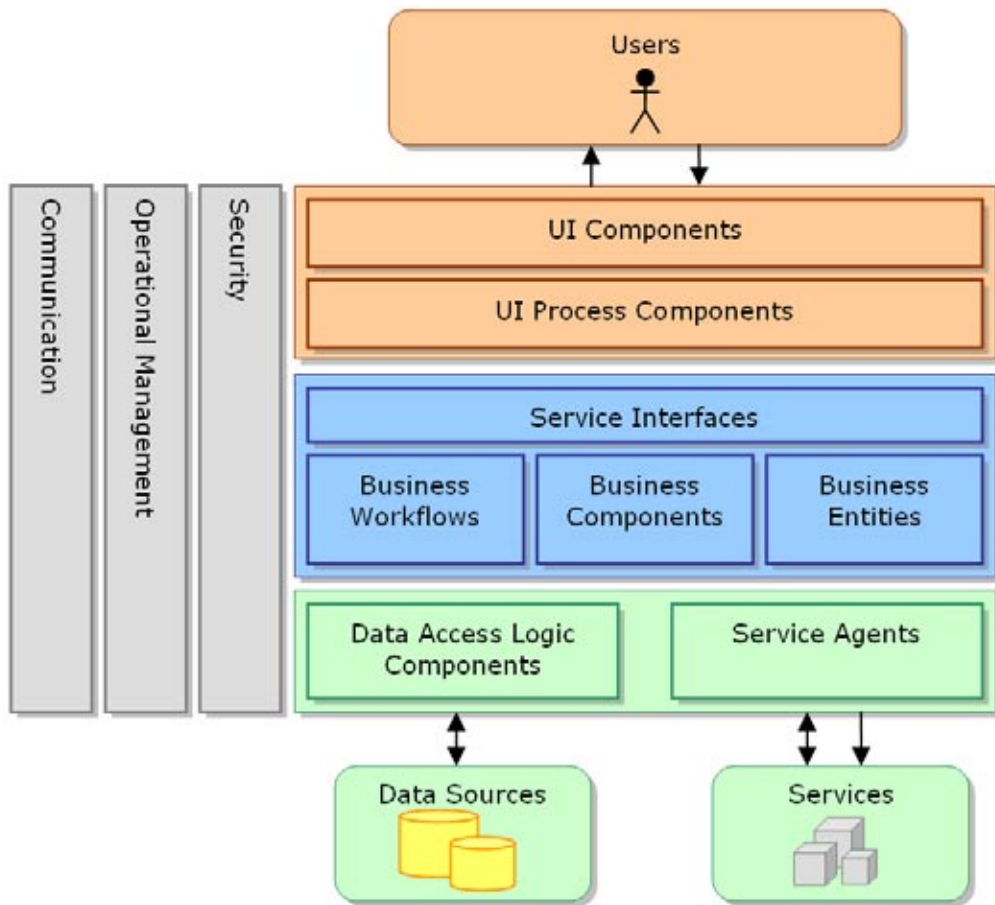 Users
Communication
Operational Management
Security
UI Components
UI Process Components
Service Interfaces
Business
Workflows
Business
Components
Business
Entities
Data Access Logic
Components
Service Agents
Data Sources
Services